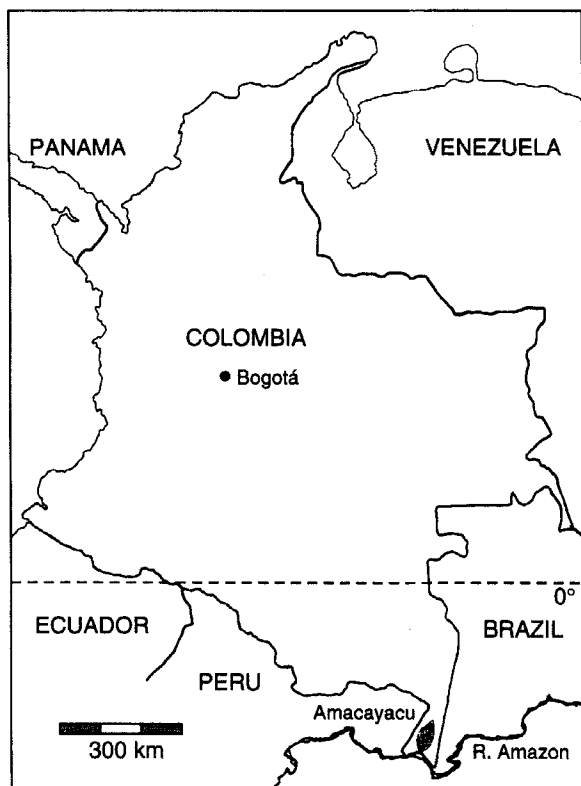 PANAMA
VENEZUELA
COLOMBIA
Bogotá
0°
ECUADOR
BRAZIL
PERU
Amacayacu
300 km
R. Amazon